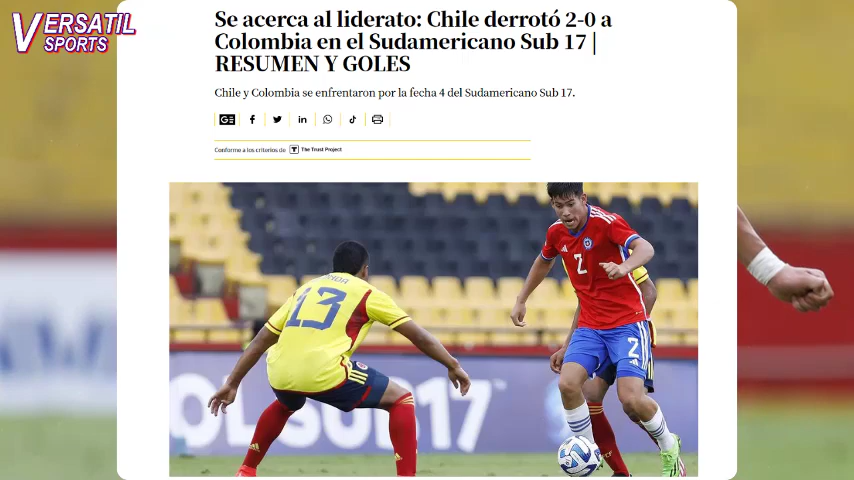 VERSATIL
SPORTS
Se acerca al liderato: Chile derrotó 2-0 a
Colombia en el Sudamericano Sub 17 |
RESUMEN Y GOLES
Chile y Colombia se enfrentaron por la fecha 4 del Sudamericano Sub 17.
Conforme a los criterios de T The Trust Project
2
13
2
OL SUB17